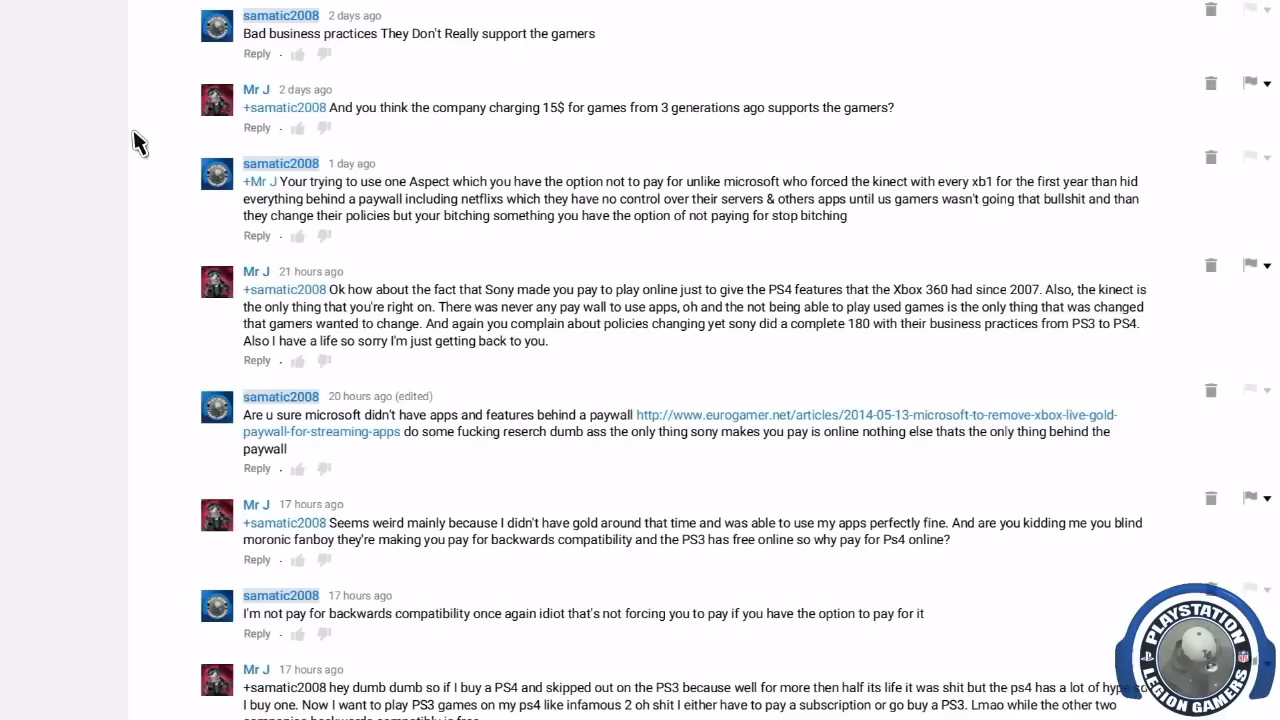 samatic2008 2 days ago
Bad business practices They Don't Really support the gamers
Reply .
Mr J 2 days ago
+samatic2008 And you think the company charging 15$ for games from 3 generations ago supports the gamers?
Reply .
samatic2008 1 day ago
+Mr J Your trying to use one Aspect which you have the option not to pay for unlike microsoft who forced the kinect with every xb1 for the first year than hid
everything behind a paywall including netflixs which they have no control over their servers & others apps until us gamers wasn't going that bullshit and than
they change their policies but your bitching something you have the option of not paying for stop bitching
Reply .
Mr J 21 hours ago
+samatic2008 Ok how about the fact that Sony made you pay to play online just to give the PS4 features that the Xbox 360 had since 2007. Also, the kinect is
the only thing that you're right on. There was never any pay wall to use apps, oh and the not being able to play used games is the only thing that was changed
that gamers wanted to change. And again you complain about policies changing yet sony did a complete 180 with their business practices from PS3 to PS4.
Also I have a life so sorry I'm just getting back to you.
Reply .
samatic2008 20 hours ago (edited)
Are u sure microsoft didn't have apps and features behind a paywall http://www.eurogamer.net/articles/2014-05-13-microsoft-to-remove-xbox-live-gold-
paywall-for-streaming-apps do some fucking reserch dumb ass the only thing sony makes you pay is online nothing else thats the only thing behind the
paywall
Reply .
Mr J 17 hours ago
+samatic2008 Seems weird mainly because I didn't have gold around that time and was able to use my apps perfectly fine. And are you kidding me you blind
moronic fanboy they're making you pay for backwards compatibility and the PS3 has free online so why pay for Ps4 online?
Reply .
samatic2008 17 hours ago
I'm not pay for backwards compatibility once again idiot that's not forcing you to pay if you have the option to pay for it
Reply .
Mr J 17 hours ago
+samatic2008 hey dumb dumb so if I buy a PS4 and skipped out on the PS3 because well for more then half its life it was shit but the ps4 has a lot of hype so
I buy one. Now I want to play PS3 games on my ps4 like infamous 2 oh shit I either have to pay a subscription or go buy a PS3. Lmao while the other two
companies backwards compatibly is free
PLAYSTATION
LEGION GAMERS
NFL